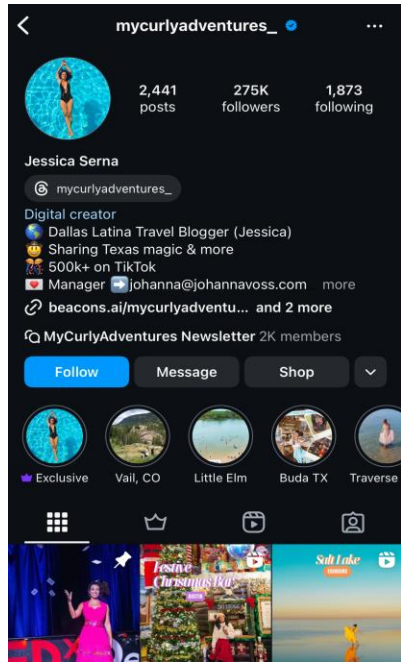 mycurlyadventures_
2,441 275K 1,873
posts followers following
Jessica Serna
mycurlyadventures_
Digital creator
🌎 Dallas Latina Travel Blogger (Jessica)
🤠 Sharing Texas magic & more
👯 500k+ on TikTok
💌 Manager ➡️johanna@johannavoss.com more
beacons.ai/mycurlyadventu... and 2 more
MyCurlyAdventures Newsletter 2K members
Follow Message Shop
Exclusive Vail, CO Little Elm Buda TX Traverse
Festive
Christmas Bar
Salt Lake